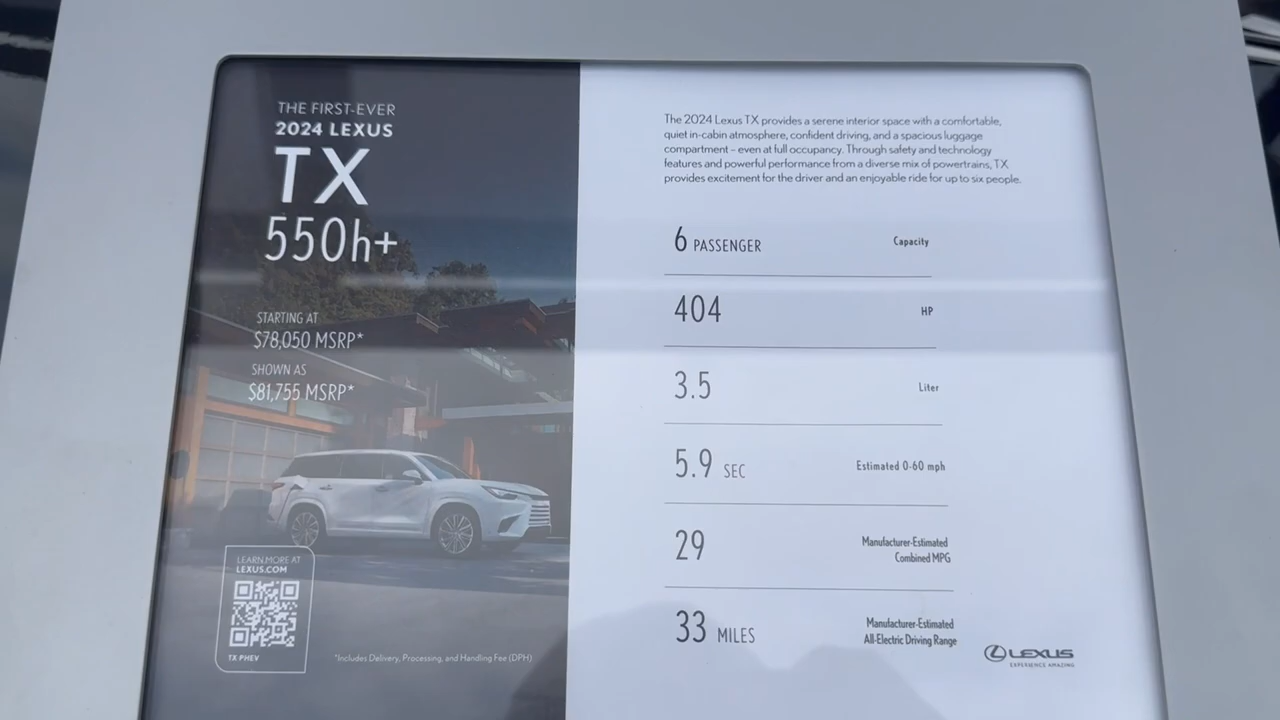 THE FIRST-EVER
2024 LEXUS
TX
550h+
STARTING AT
$78,050 MSRP*
SHOWN AS
$81,755 MSRP*
LEARN MORE AT
LEXUS.COM
TX PHEV
*Includes Delivery, Processing, and Handling Fee (DPH)
The 2024 Lexus TX provides a serene interior space with a comfortable,
quiet in-cabin atmosphere, confident driving, and a spacious luggage
compartment – even at full occupancy. Through safety and technology
features and powerful performance from a diverse mix of powertrains, TX
provides excitement for the driver and an enjoyable ride for up to six people.
6 PASSENGER Capacity
404 HP
3.5 Liter
5.9 SEC Estimated 0-60 mph
29 Manufacturer-Estimated
Combined MPG
33 MILES Manufacturer-Estimated
All-Electric Driving Range
LEXUS
EXPERIENCE AMAZING